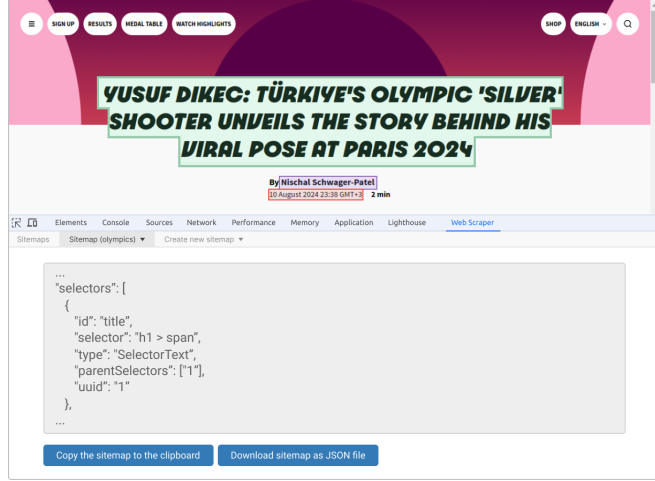 ≡ SIGN UP RESULTS MEDAL TABLE WATCH HIGHLIGHTS SHOP ENGLISH
YUSUF DIKEC: TÜRKIYE'S OLYMPIC 'SILVER'
SHOOTER UNVEILS THE STORY BEHIND HIS
VIRAL POSE AT PARIS 2024
By Nischal Schwager-Patel
10 August 2024 23:38 GMT+3 2 min
Elements Console Sources Network Performance Memory Application Lighthouse Web Scraper
Sitemaps Sitemap (olympics) ▼ Create new sitemap ▼
...
"selectors": [
{
"id": "title",
"selector": "h1 > span",
"type": "SelectorText",
"parentSelectors": ["1"],
"uuid": "1"
},
...
Copy the sitemap to the clipboard Download sitemap as JSON file